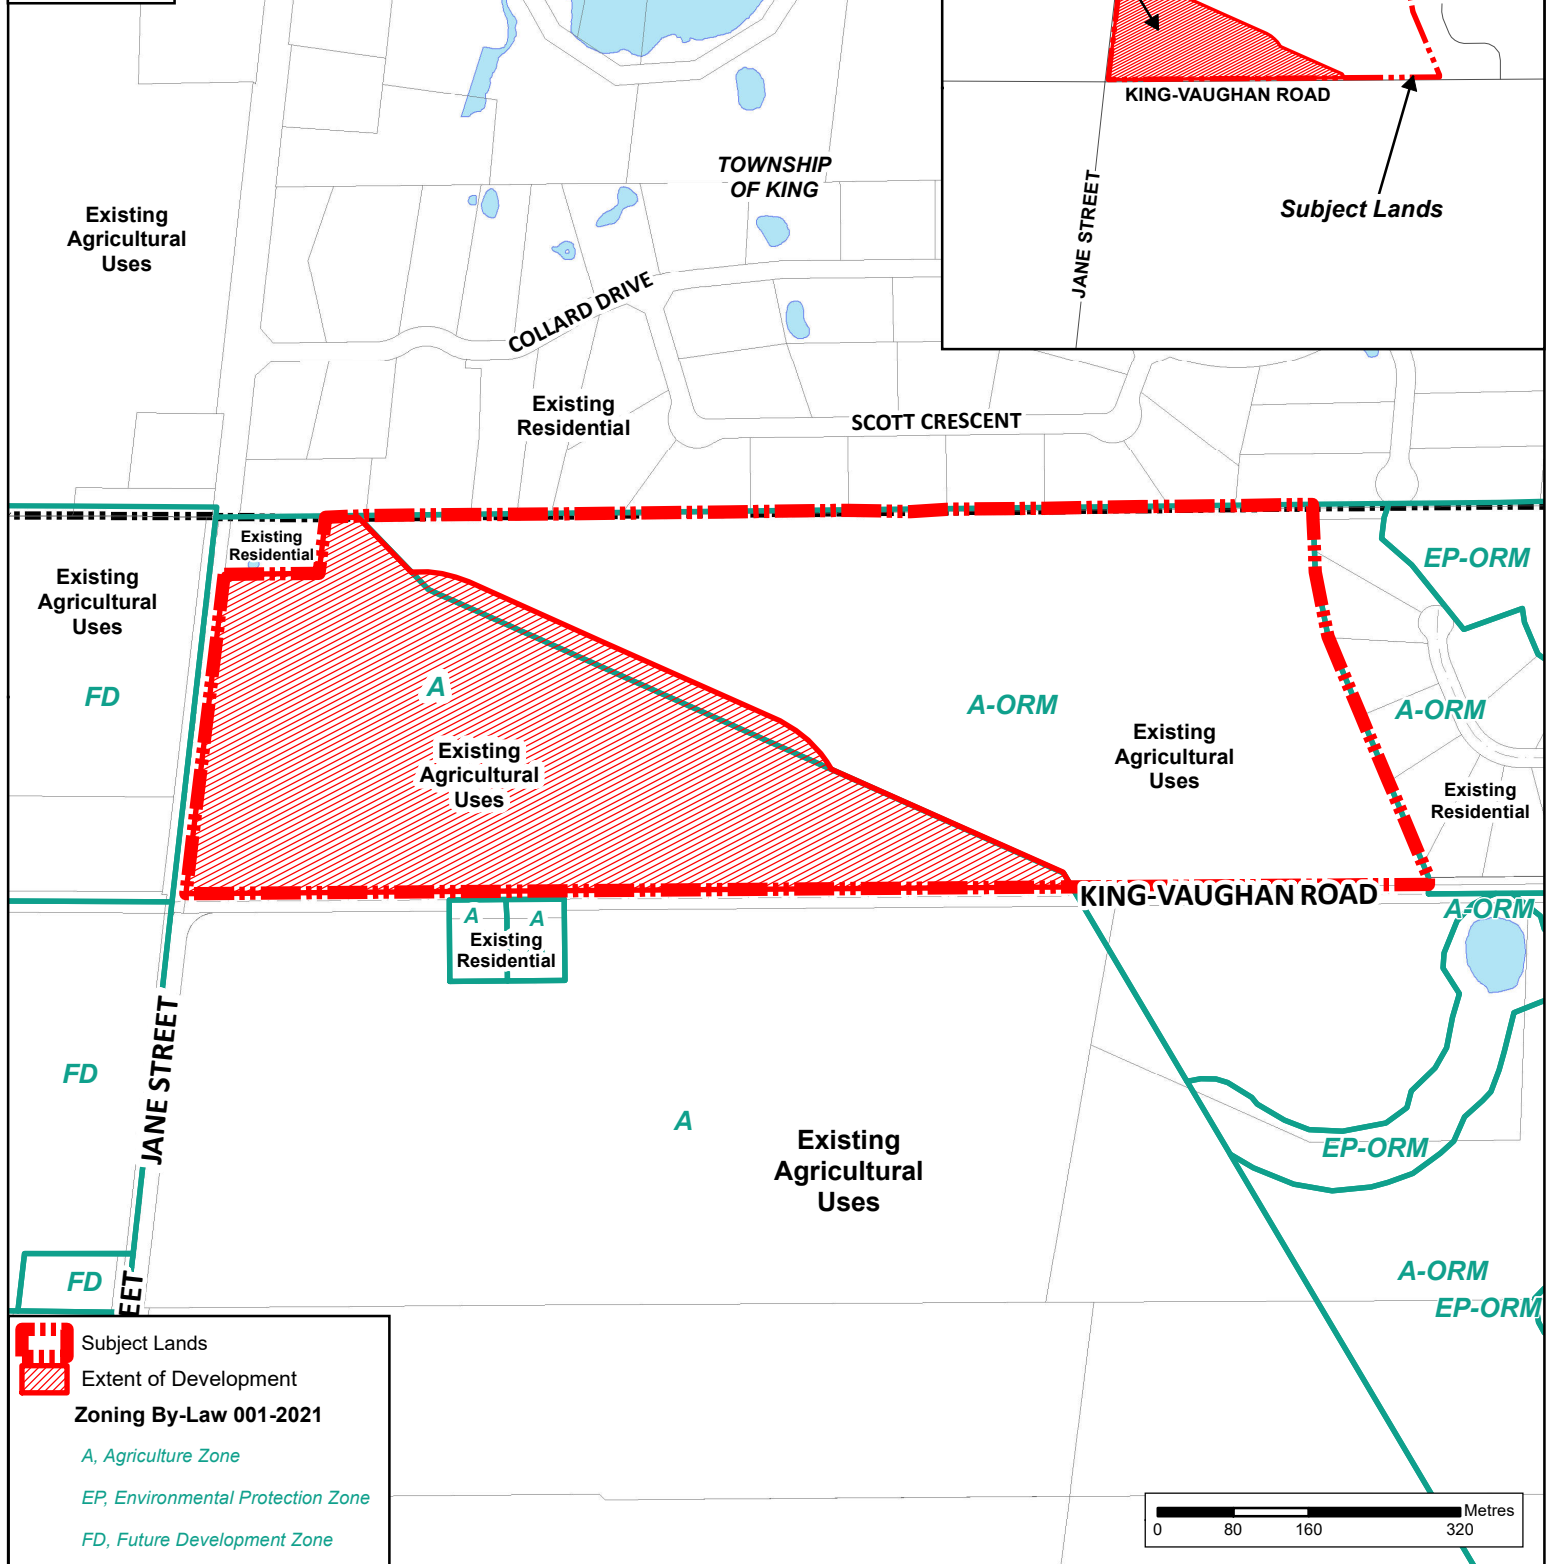 KING-VAUGHAN ROAD
JANE STREET
Subject Lands
TOWNSHIP
OF KING
Existing
Agricultural
Uses
COLLARD DRIVE
Existing
Residential
SCOTT CRESCENT
Existing
Residential
Existing
Agricultural
Uses
FD
A
Existing
Agricultural
Uses
A-ORM
Existing
Agricultural
Uses
EP-ORM
A-ORM
Existing
Residential
KING-VAUGHAN ROAD
A-ORM
A
A
Existing
Residential
JANE STREET
FD
A
Existing
Agricultural
Uses
EP-ORM
A-ORM
EP-ORM
FD
EET
Subject Lands
Extent of Development
Zoning By-Law 001-2021
A, Agriculture Zone
EP, Environmental Protection Zone
FD, Future Development Zone
Metres
0 80 160 320